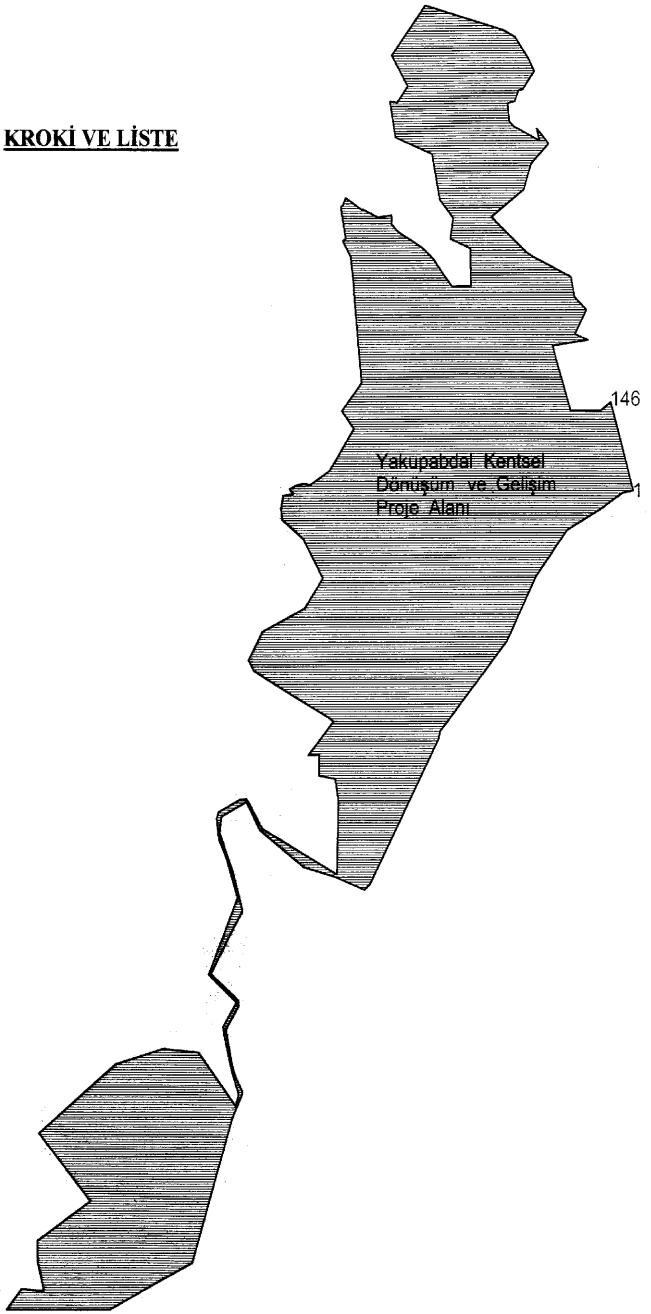 KROKİ VE LİSTE
146
Yakupabdal Kentsel
Dönüşüm ve Gelişim
Proje Alanı
1